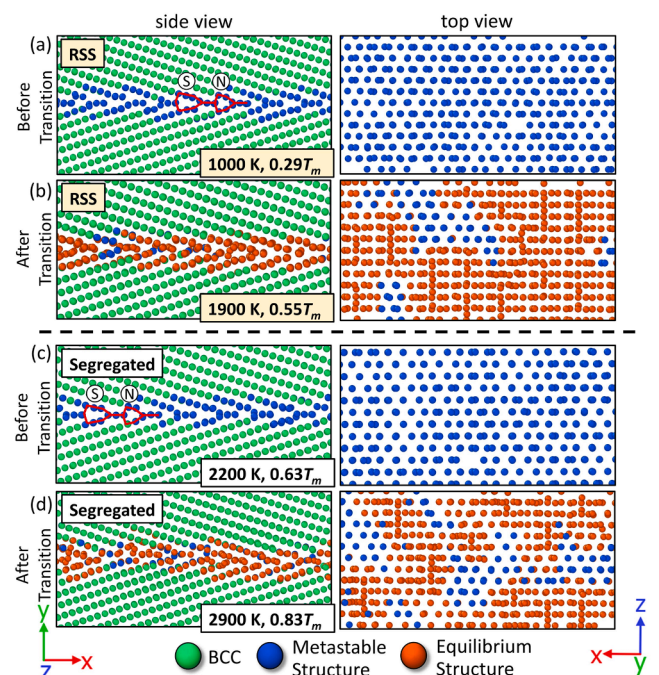 side view top view
(a) RSS
Before
Transition
S N
1000 K, 0.29Tm
(b) RSS
After
Transition
1900 K, 0.55Tm
(c) Segregated
Before
Transition
S N
2200 K, 0.63Tm
(d) Segregated
After
Transition
2900 K, 0.83Tm
y
z x
BCC
Metastable
Structure
Equilibrium
Structure
z
x y